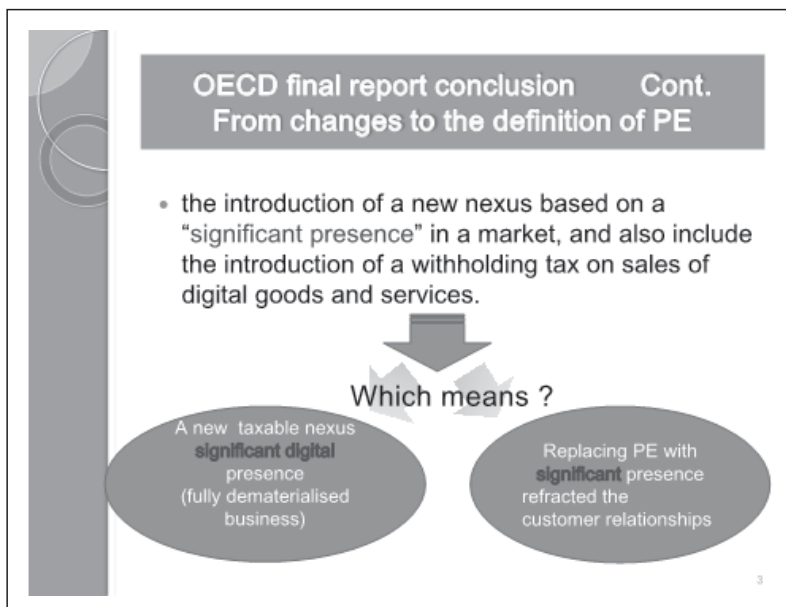 OECD final report conclusion Cont.
From changes to the definition of PE
• the introduction of a new nexus based on a
“significant presence” in a market, and also include
the introduction of a withholding tax on sales of
digital goods and services.
Which means ?
A new taxable nexus
significant digital
presence
(fully dematerialised
business)
Replacing PE with
significant presence
refracted the
customer relationships
3